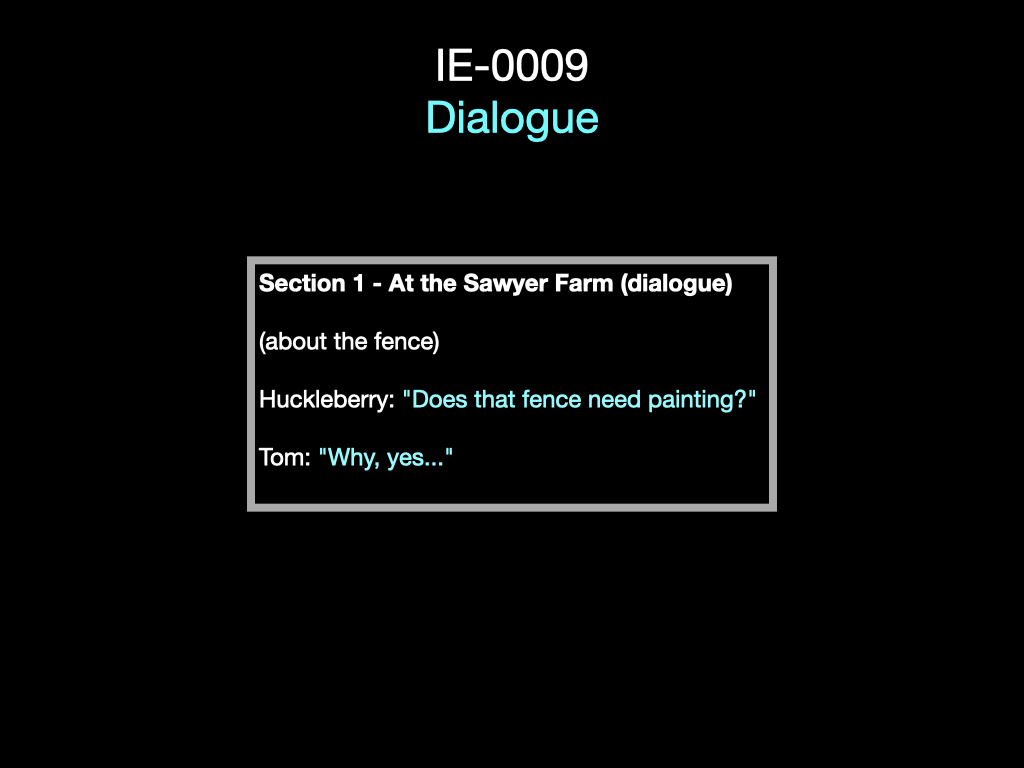 IE-0009
Dialogue
Section 1 - At the Sawyer Farm (dialogue)
(about the fence)
Huckleberry: "Does that fence need painting?"
Tom: "Why, yes..."